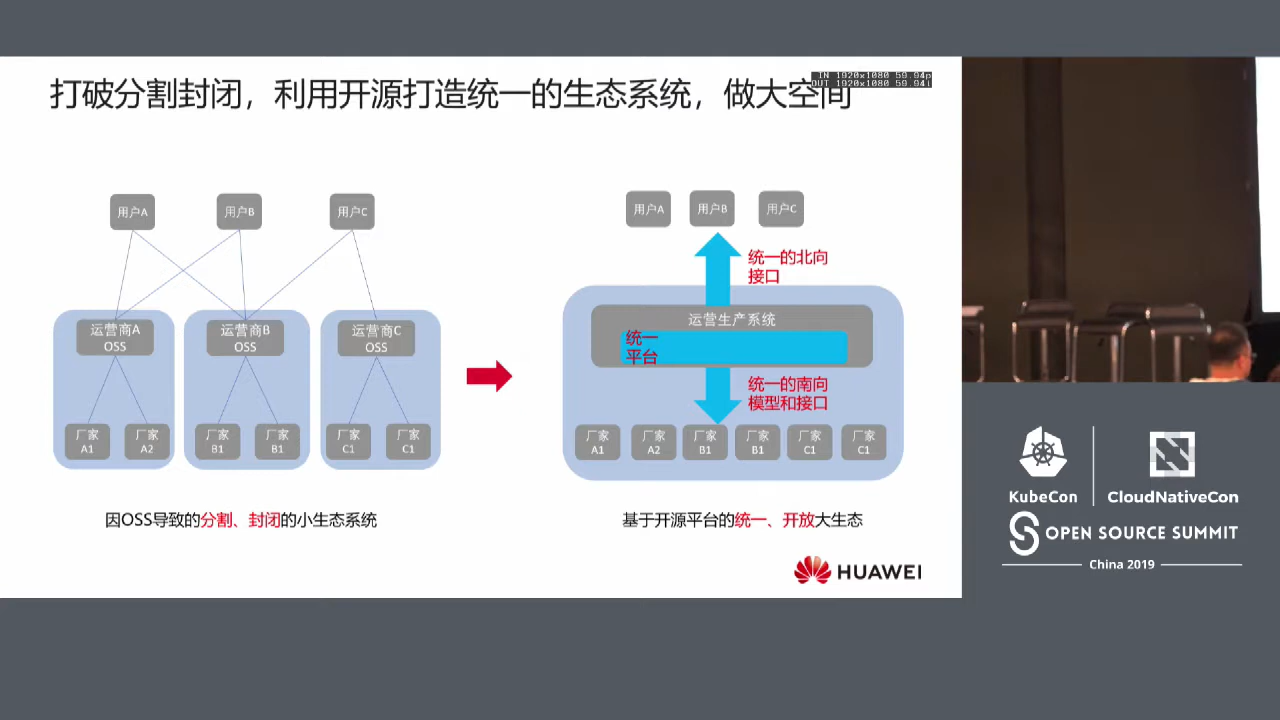 打破分割封闭，利用开源打造统一的生态系统，做大空间
IN 1920x1080 59.94p
OUT 1920x1080 59.94i
用户A
用户B
用户C
运营商A
OSS
运营商B
OSS
运营商C
OSS
厂家
A1
厂家
A2
厂家
B1
厂家
B1
厂家
C1
厂家
C1
因OSS导致的分割、封闭的小生态系统
用户A
用户B
用户C
统一的北向
接口
运营生产系统
统一
平台
统一的南向
模型和接口
厂家
A1
厂家
A2
厂家
B1
厂家
B1
厂家
C1
厂家
C1
基于开源平台的统一、开放大生态
HUAWEI
KubeCon
CloudNativeCon
OPEN SOURCE SUMMIT
China 2019